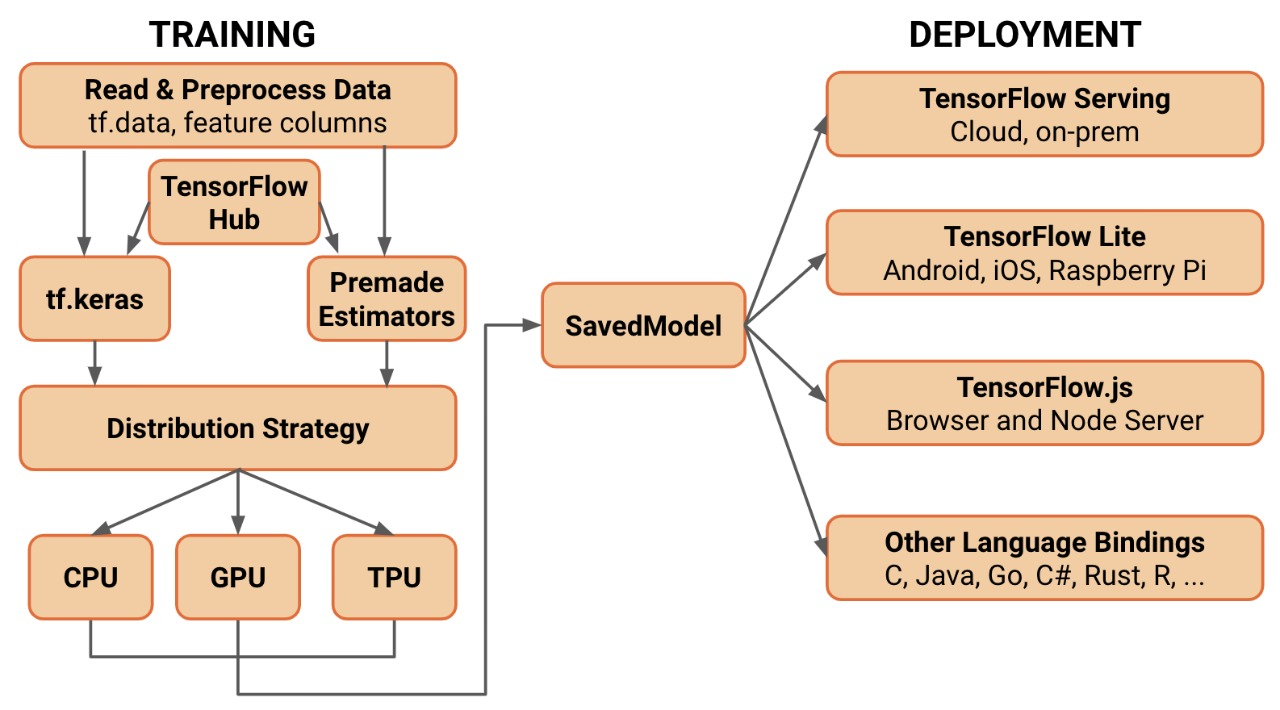 TRAINING
Read & Preprocess Data
tf.data, feature columns
TensorFlow
Hub
tf.keras
Premade
Estimators
Distribution Strategy
CPU
GPU
TPU
SavedModel
DEPLOYMENT
TensorFlow Serving
Cloud, on-prem
TensorFlow Lite
Android, iOS, Raspberry Pi
TensorFlow.js
Browser and Node Server
Other Language Bindings
C, Java, Go, C#, Rust, R, ...